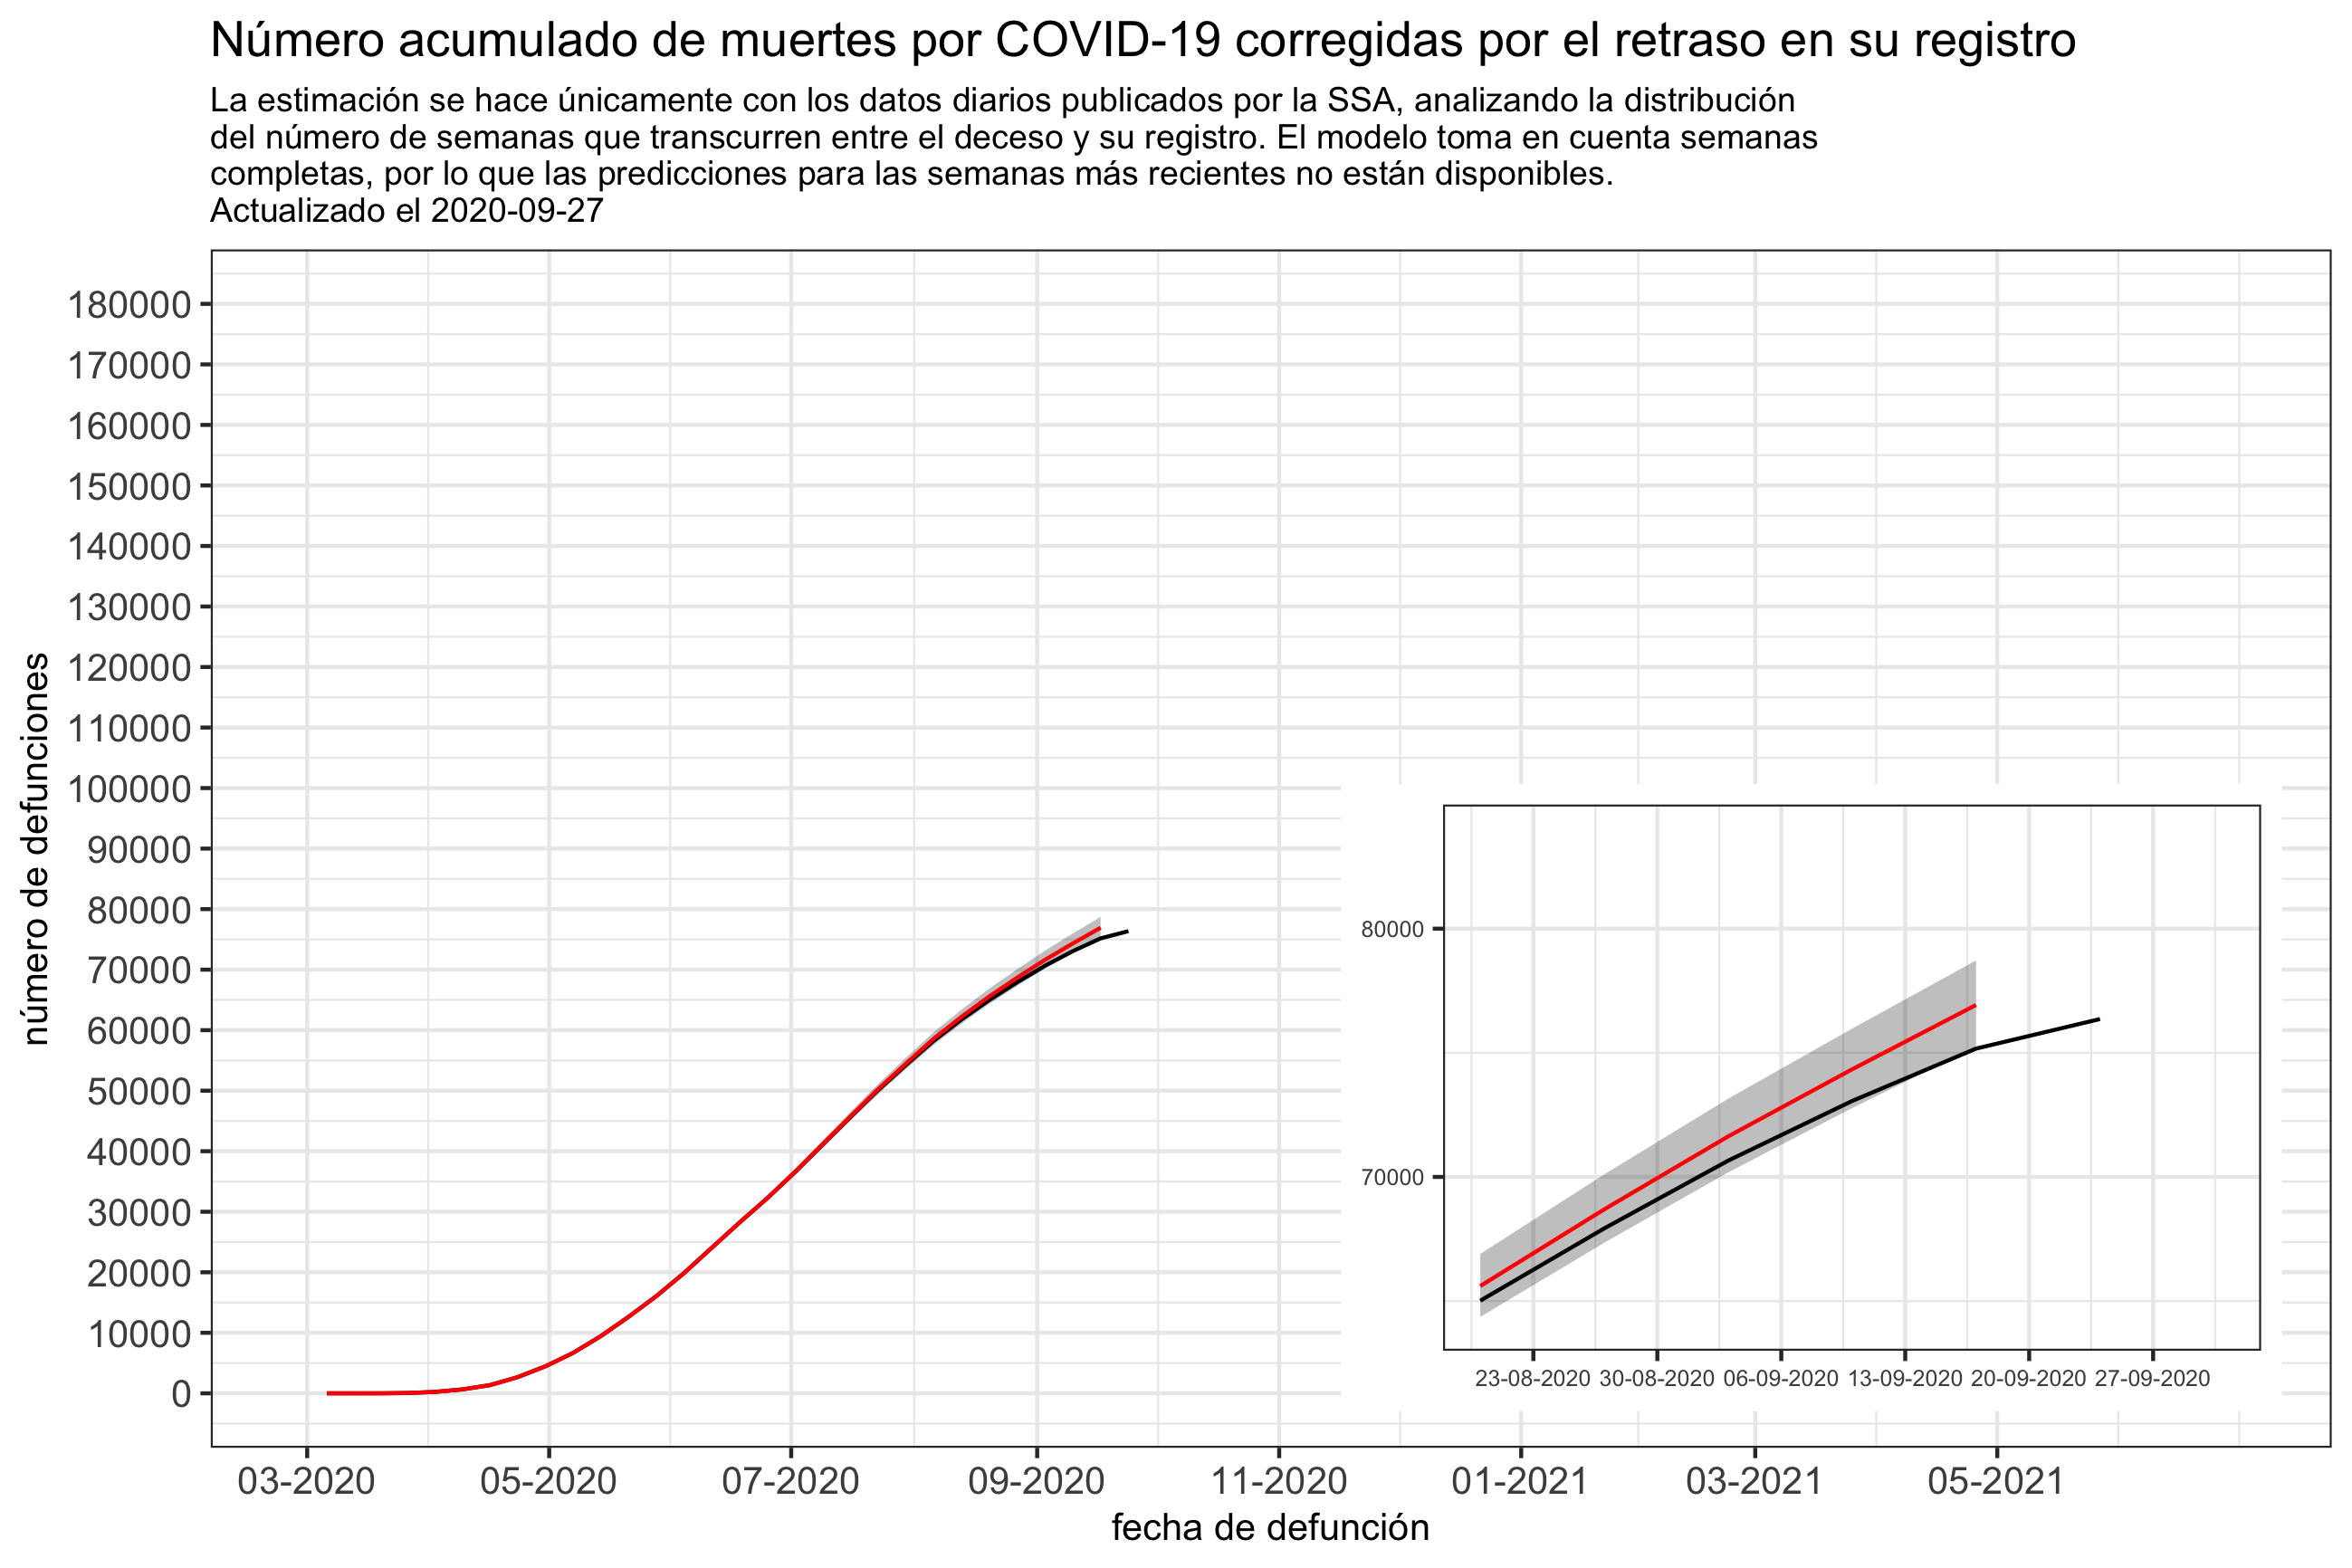 Número acumulado de muertes por COVID-19 corregidas por el retraso en su registro
La estimación se hace únicamente con los datos diarios publicados por la SSA, analizando la distribución
del número de semanas que transcurren entre el deceso y su registro. El modelo toma en cuenta semanas
completas, por lo que las predicciones para las semanas más recientes no están disponibles.
Actualizado el 2020-09-27
número de defunciones
180000
170000
160000
150000
140000
130000
120000
110000
100000
90000
80000
70000
60000
50000
40000
30000
20000
10000
0
80000
70000
23-08-2020 30-08-2020 06-09-2020 13-09-2020 20-09-2020 27-09-2020
03-2020 05-2020 07-2020 09-2020 11-2020 01-2021 03-2021 05-2021
fecha de defunción